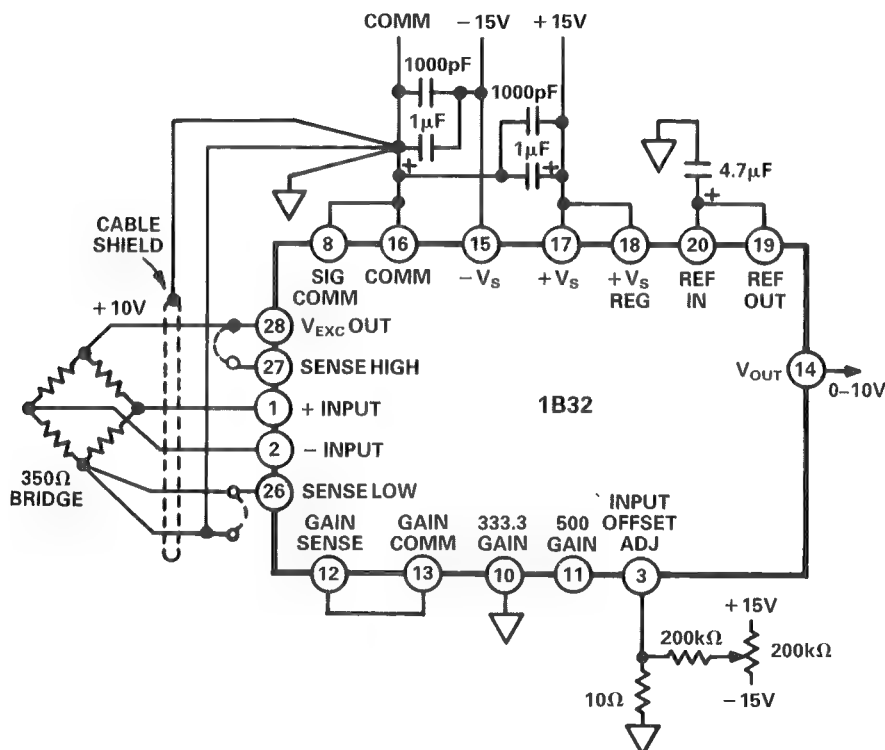 COMM
−15V
+15V
1000pF
1μF
+
1000pF
1μF
+
4.7μF
+
CABLE
SHIELD
8
16
15
17
18
20
19
SIG
COMM
COMM
−VS
+VS
+VS
REG
REF
IN
REF
OUT
+10V
28
VEXC OUT
27
SENSE HIGH
1
+ INPUT
2
− INPUT
26
SENSE LOW
350Ω
BRIDGE
1B32
VOUT
14
0–10V
GAIN
SENSE
GAIN
COMM
333.3
GAIN
500
GAIN
INPUT
OFFSET
ADJ
12
13
10
11
3
+15V
200kΩ
200kΩ
10Ω
−15V